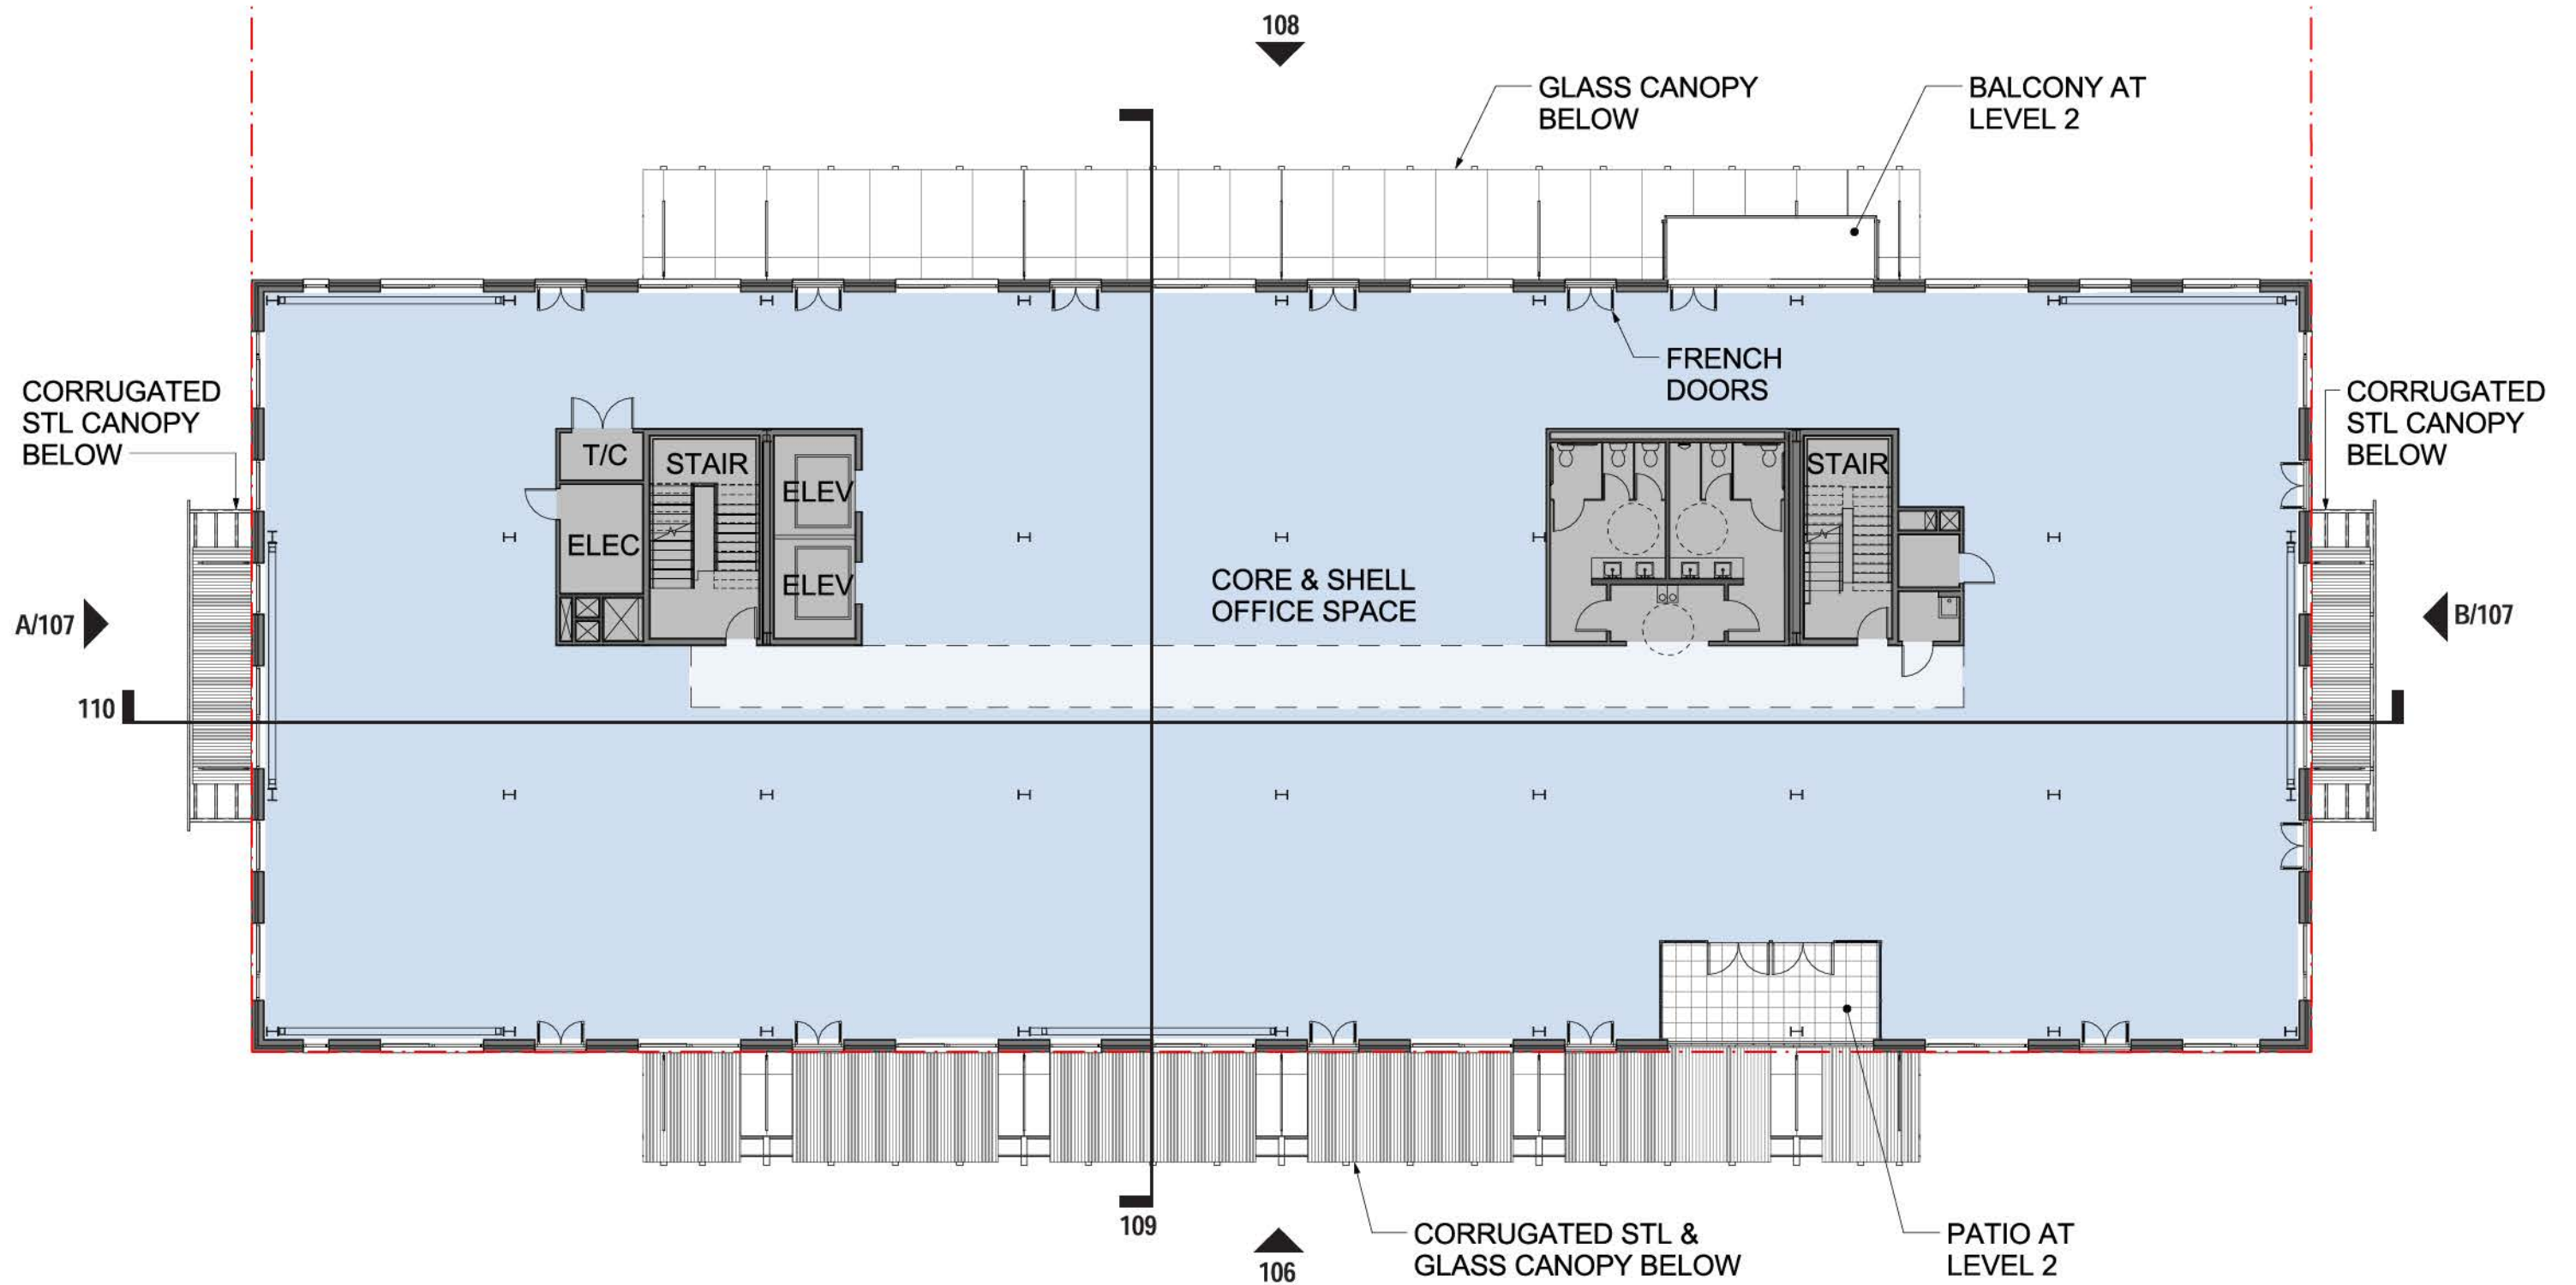 108
GLASS CANOPY
BELOW
BALCONY AT
LEVEL 2
FRENCH
DOORS
CORRUGATED
STL CANOPY
BELOW
CORRUGATED
STL CANOPY
BELOW
T/C
STAIR
ELEV
STAIR
ELEC
ELEV
CORE & SHELL
OFFICE SPACE
A/107
B/107
110
109
106
CORRUGATED STL &
GLASS CANOPY BELOW
PATIO AT
LEVEL 2